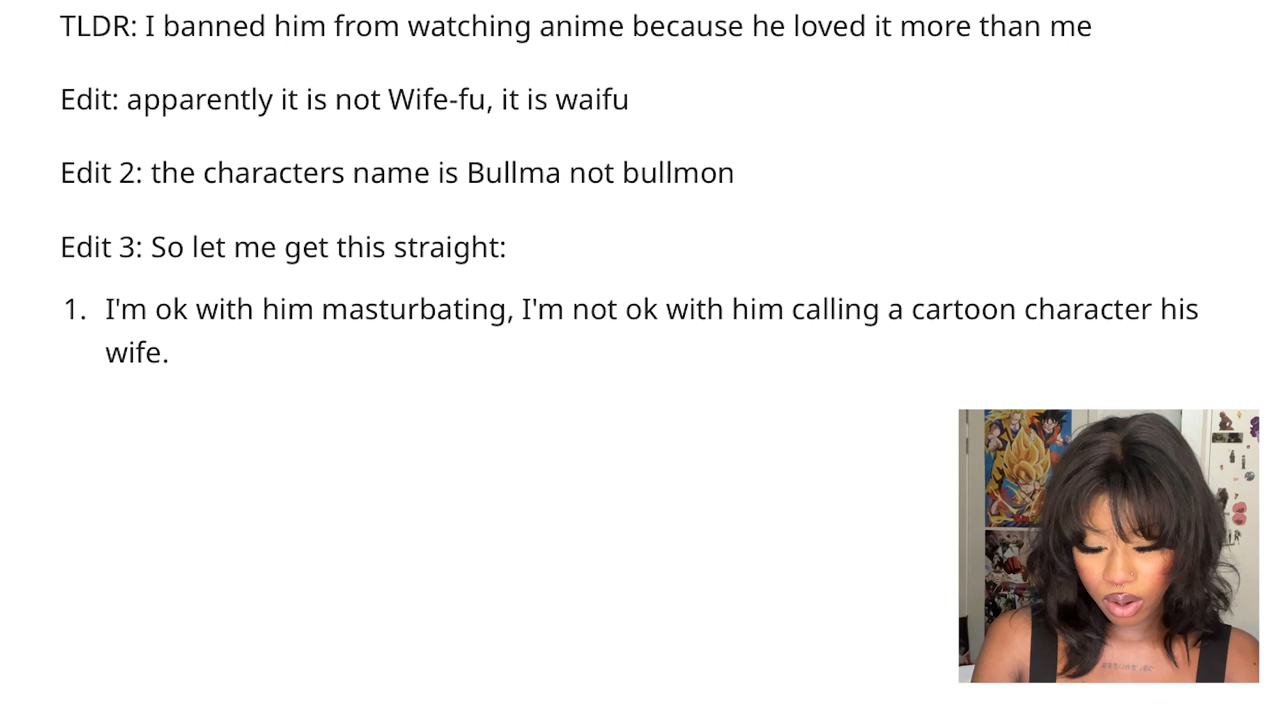 TLDR: I banned him from watching anime because he loved it more than me
Edit: apparently it is not Wife-fu, it is waifu
Edit 2: the characters name is Bullma not bullmon
Edit 3: So let me get this straight:
1. I'm ok with him masturbating, I'm not ok with him calling a cartoon character his
wife.